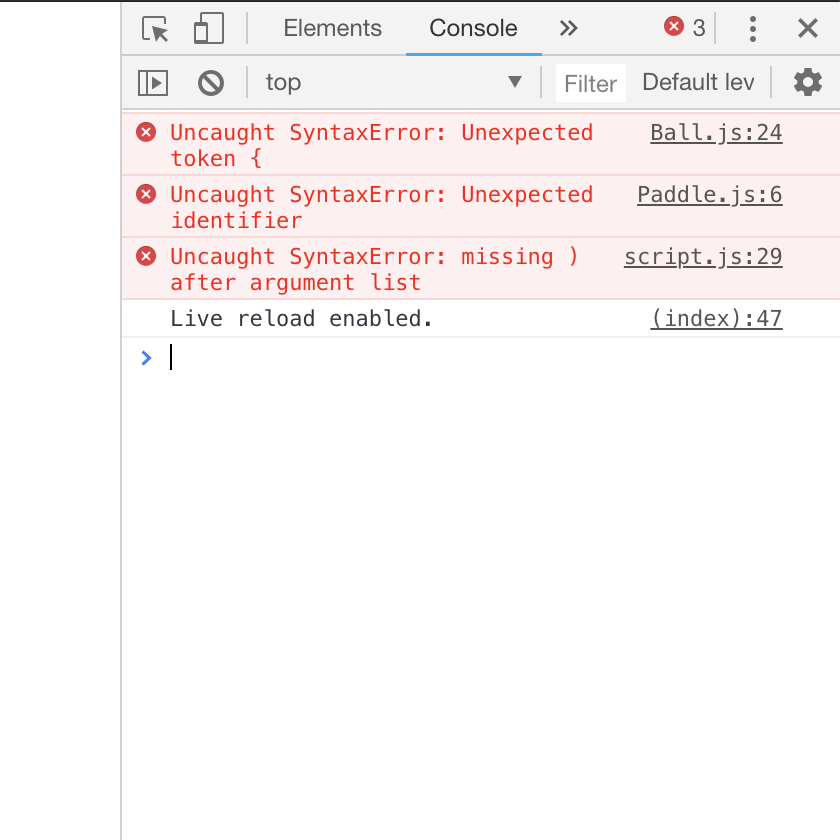 Elements Console 3
top Filter Default lev
Uncaught SyntaxError: Unexpected Ball.js:24
token {
Uncaught SyntaxError: Unexpected Paddle.js:6
identifier
Uncaught SyntaxError: missing ) script.js:29
after argument list
Live reload enabled. (index):47